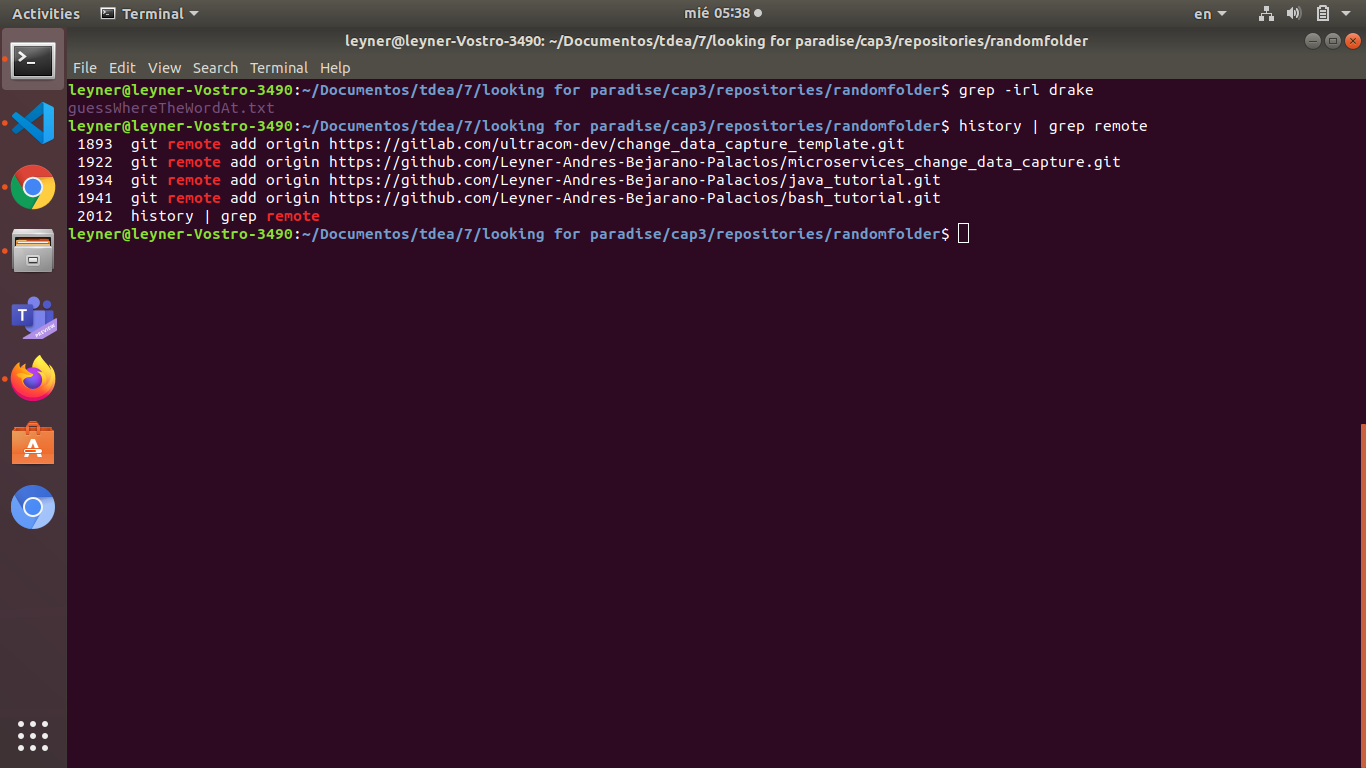 Activities Terminal mié 05:38 en
leyner@leyner-Vostro-3490: ~/Documentos/tdea/7/looking for paradise/cap3/repositories/randomfolder
File Edit View Search Terminal Help
leyner@leyner-Vostro-3490:~/Documentos/tdea/7/looking for paradise/cap3/repositories/randomfolder$ grep -irl drake
guessWhereTheWordAt.txt
leyner@leyner-Vostro-3490:~/Documentos/tdea/7/looking for paradise/cap3/repositories/randomfolder$ history | grep remote
1893 git remote add origin https://gitlab.com/ultracom-dev/change_data_capture_template.git
1922 git remote add origin https://github.com/Leyner-Andres-Bejarano-Palacios/microservices_change_data_capture.git
1934 git remote add origin https://github.com/Leyner-Andres-Bejarano-Palacios/java_tutorial.git
1941 git remote add origin https://github.com/Leyner-Andres-Bejarano-Palacios/bash_tutorial.git
2012 history | grep remote
leyner@leyner-Vostro-3490:~/Documentos/tdea/7/looking for paradise/cap3/repositories/randomfolder$
T
PREVIEW